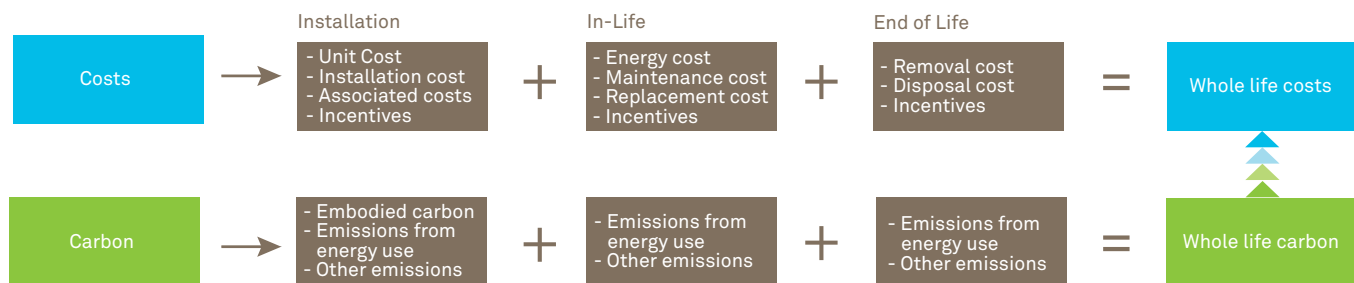 Installation
In-Life
End of Life
Costs
- Unit Cost
- Installation cost
- Associated costs
- Incentives
+
- Energy cost
- Maintenance cost
- Replacement cost
- Incentives
+
- Removal cost
- Disposal cost
- Incentives
=
Whole life costs
Carbon
- Embodied carbon
- Emissions from
energy use
- Other emissions
+
- Emissions from
energy use
- Other emissions
+
- Emissions from
energy use
- Other emissions
=
Whole life carbon